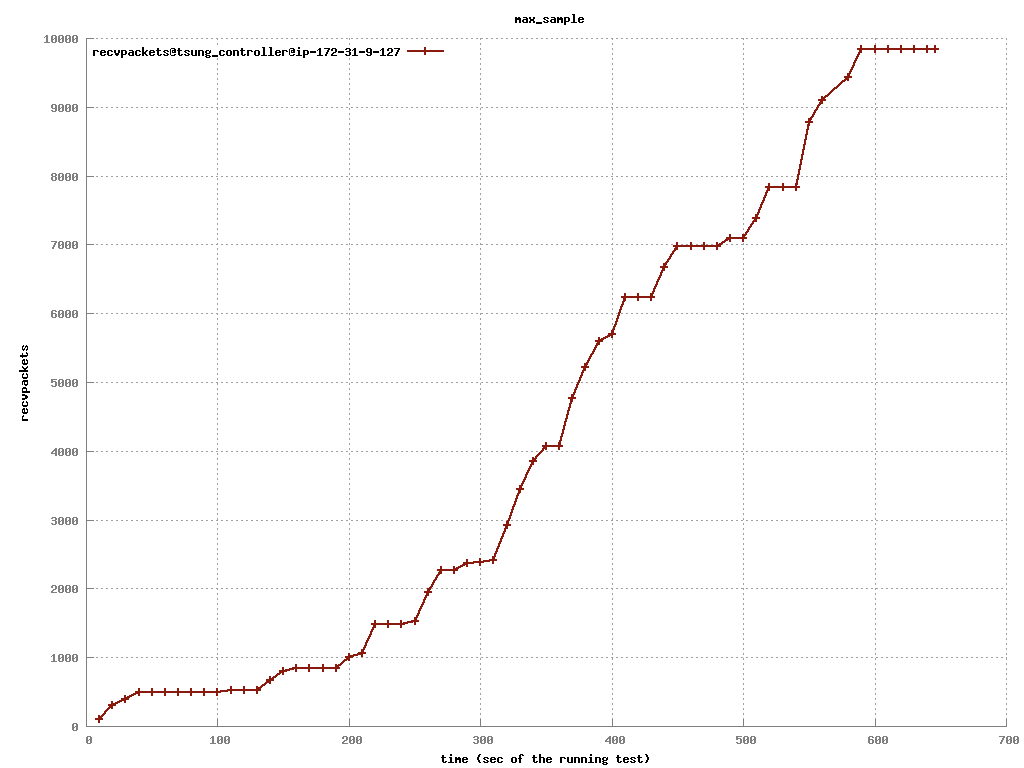 max_sample
10000
recvpackets@tsung_controller@ip-172-31-9-127
9000
8000
7000
6000
recvpackets
5000
4000
3000
2000
1000
0
0 100 200 300 400 500 600 700
time (sec of the running test)